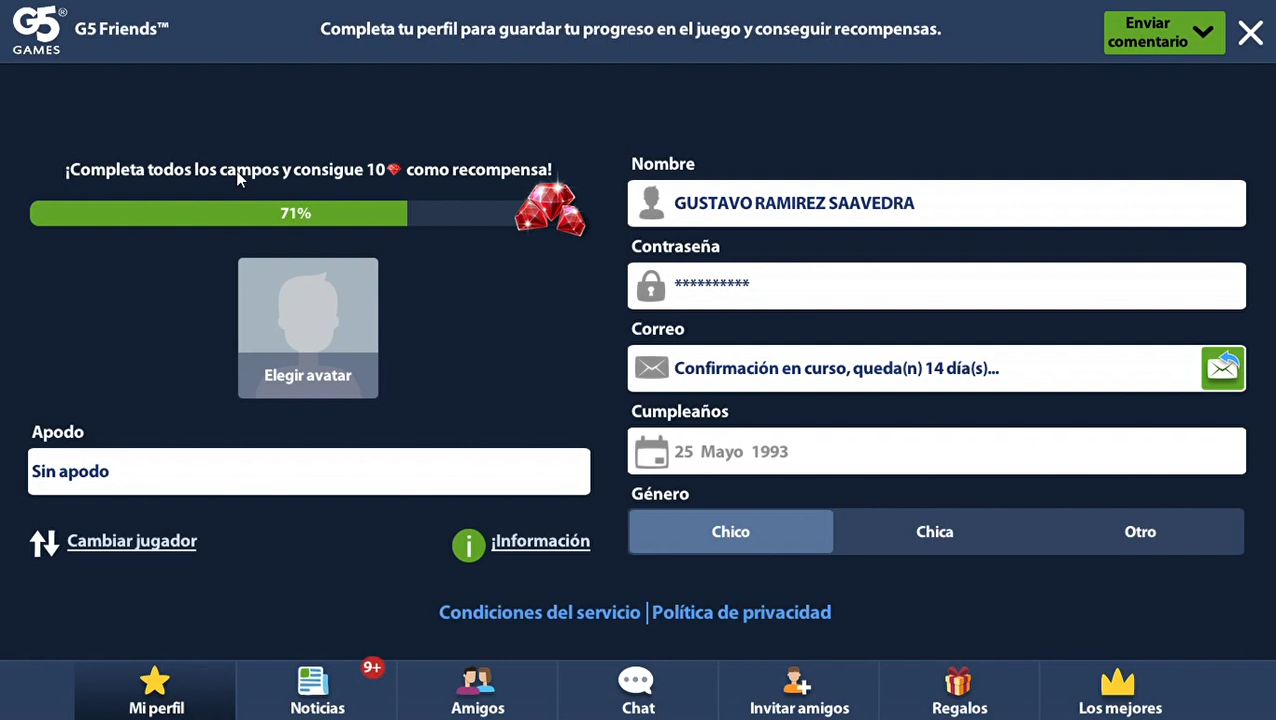 G5®
GAMES
G5 Friends™
Completa tu perfil para guardar tu progreso en el juego y conseguir recompensas.
Enviar
comentario
¡Completa todos los campos y consigue 10 como recompensa!
71%
Elegir avatar
Apodo
Sin apodo
Cambiar jugador
i
¡Información
Nombre
GUSTAVO RAMIREZ SAAVEDRA
Contraseña
**********
Correo
Confirmación en curso, queda(n) 14 día(s)...
Cumpleaños
25 Mayo 1993
Género
Chico
Chica
Otro
Condiciones del servicio | Política de privacidad
Mi perfil
9+
Noticias
Amigos
Chat
Invitar amigos
Regalos
Los mejores